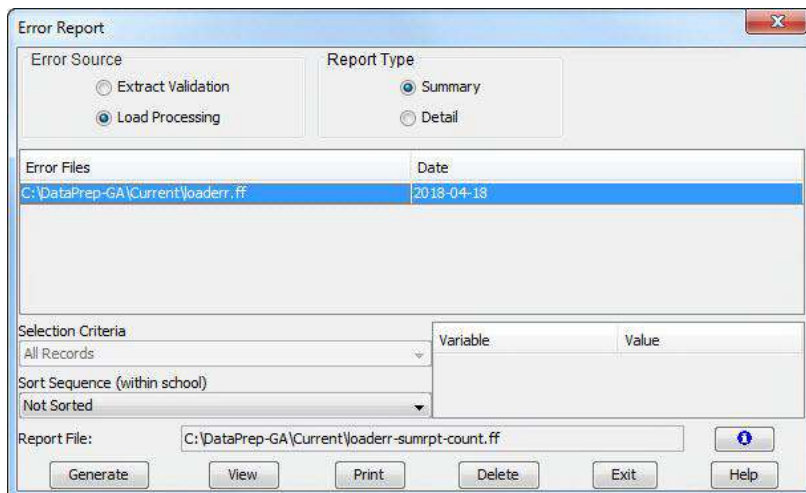 Error Report
Error Source
Report Type
Extract Validation
Summary
Load Processing
Detail
Error Files Date
C:\DataPrep-GA\Current\loaderr.ff 2018-04-18
Selection Criteria
All Records
Variable Value
Sort Sequence (within school)
Not Sorted
Report File: C:\DataPrep-GA\Current\loaderr-sumrpt-count.ff
Generate View Print Delete Exit Help